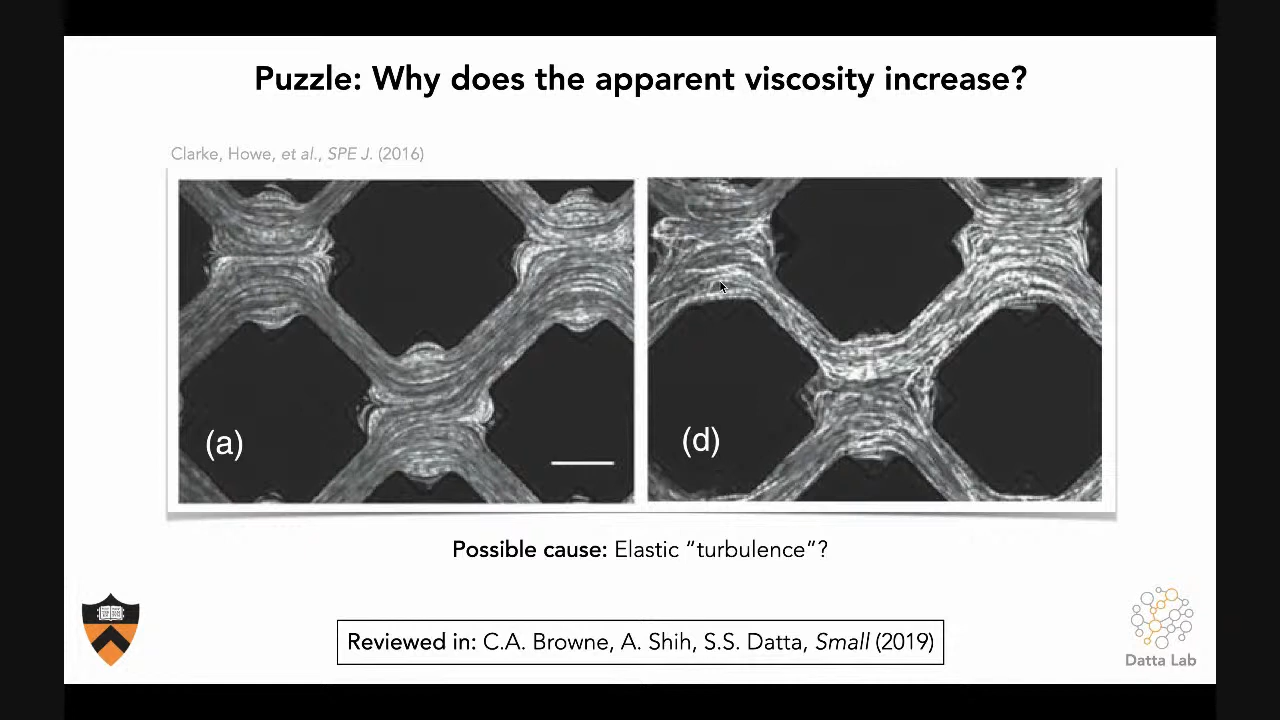 Puzzle: Why does the apparent viscosity increase?
Clarke, Howe, et al., SPE J. (2016)
(a)
(d)
Possible cause: Elastic “turbulence”?
Reviewed in: C.A. Browne, A. Shih, S.S. Datta, Small (2019)
Datta Lab